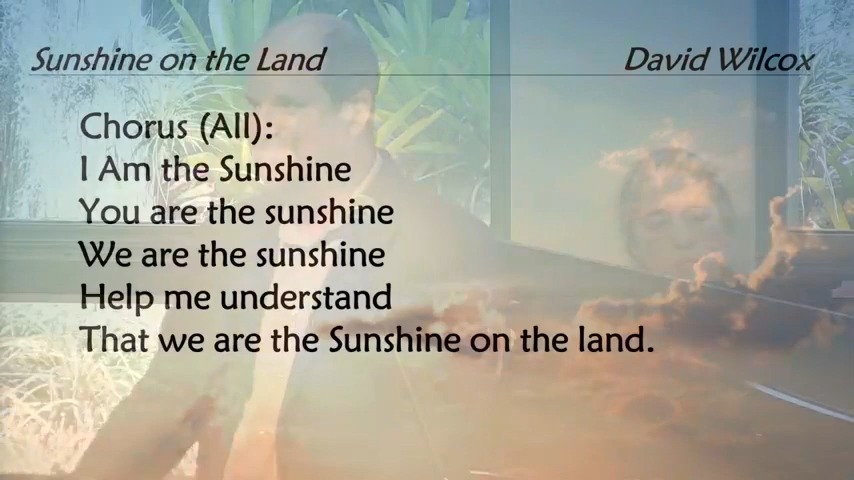 Sunshine on the Land
David Wilcox
Chorus (All):
I Am the Sunshine
You are the sunshine
We are the sunshine
Help me understand
That we are the Sunshine on the land.